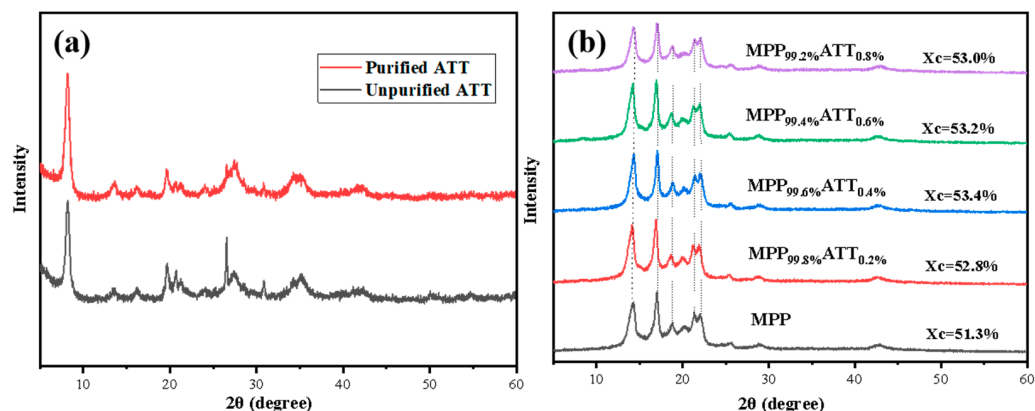 (a)
Purified ATT
Unpurified ATT
Intensity
10 20 30 40 50 60
2θ (degree)
(b)
MPP99.2%ATT0.8% Xc=53.0%
MPP99.4%ATT0.6% Xc=53.2%
MPP99.6%ATT0.4% Xc=53.4%
MPP99.8%ATT0.2% Xc=52.8%
MPP Xc=51.3%
Intensity
10 20 30 40 50 60
2θ (degree)